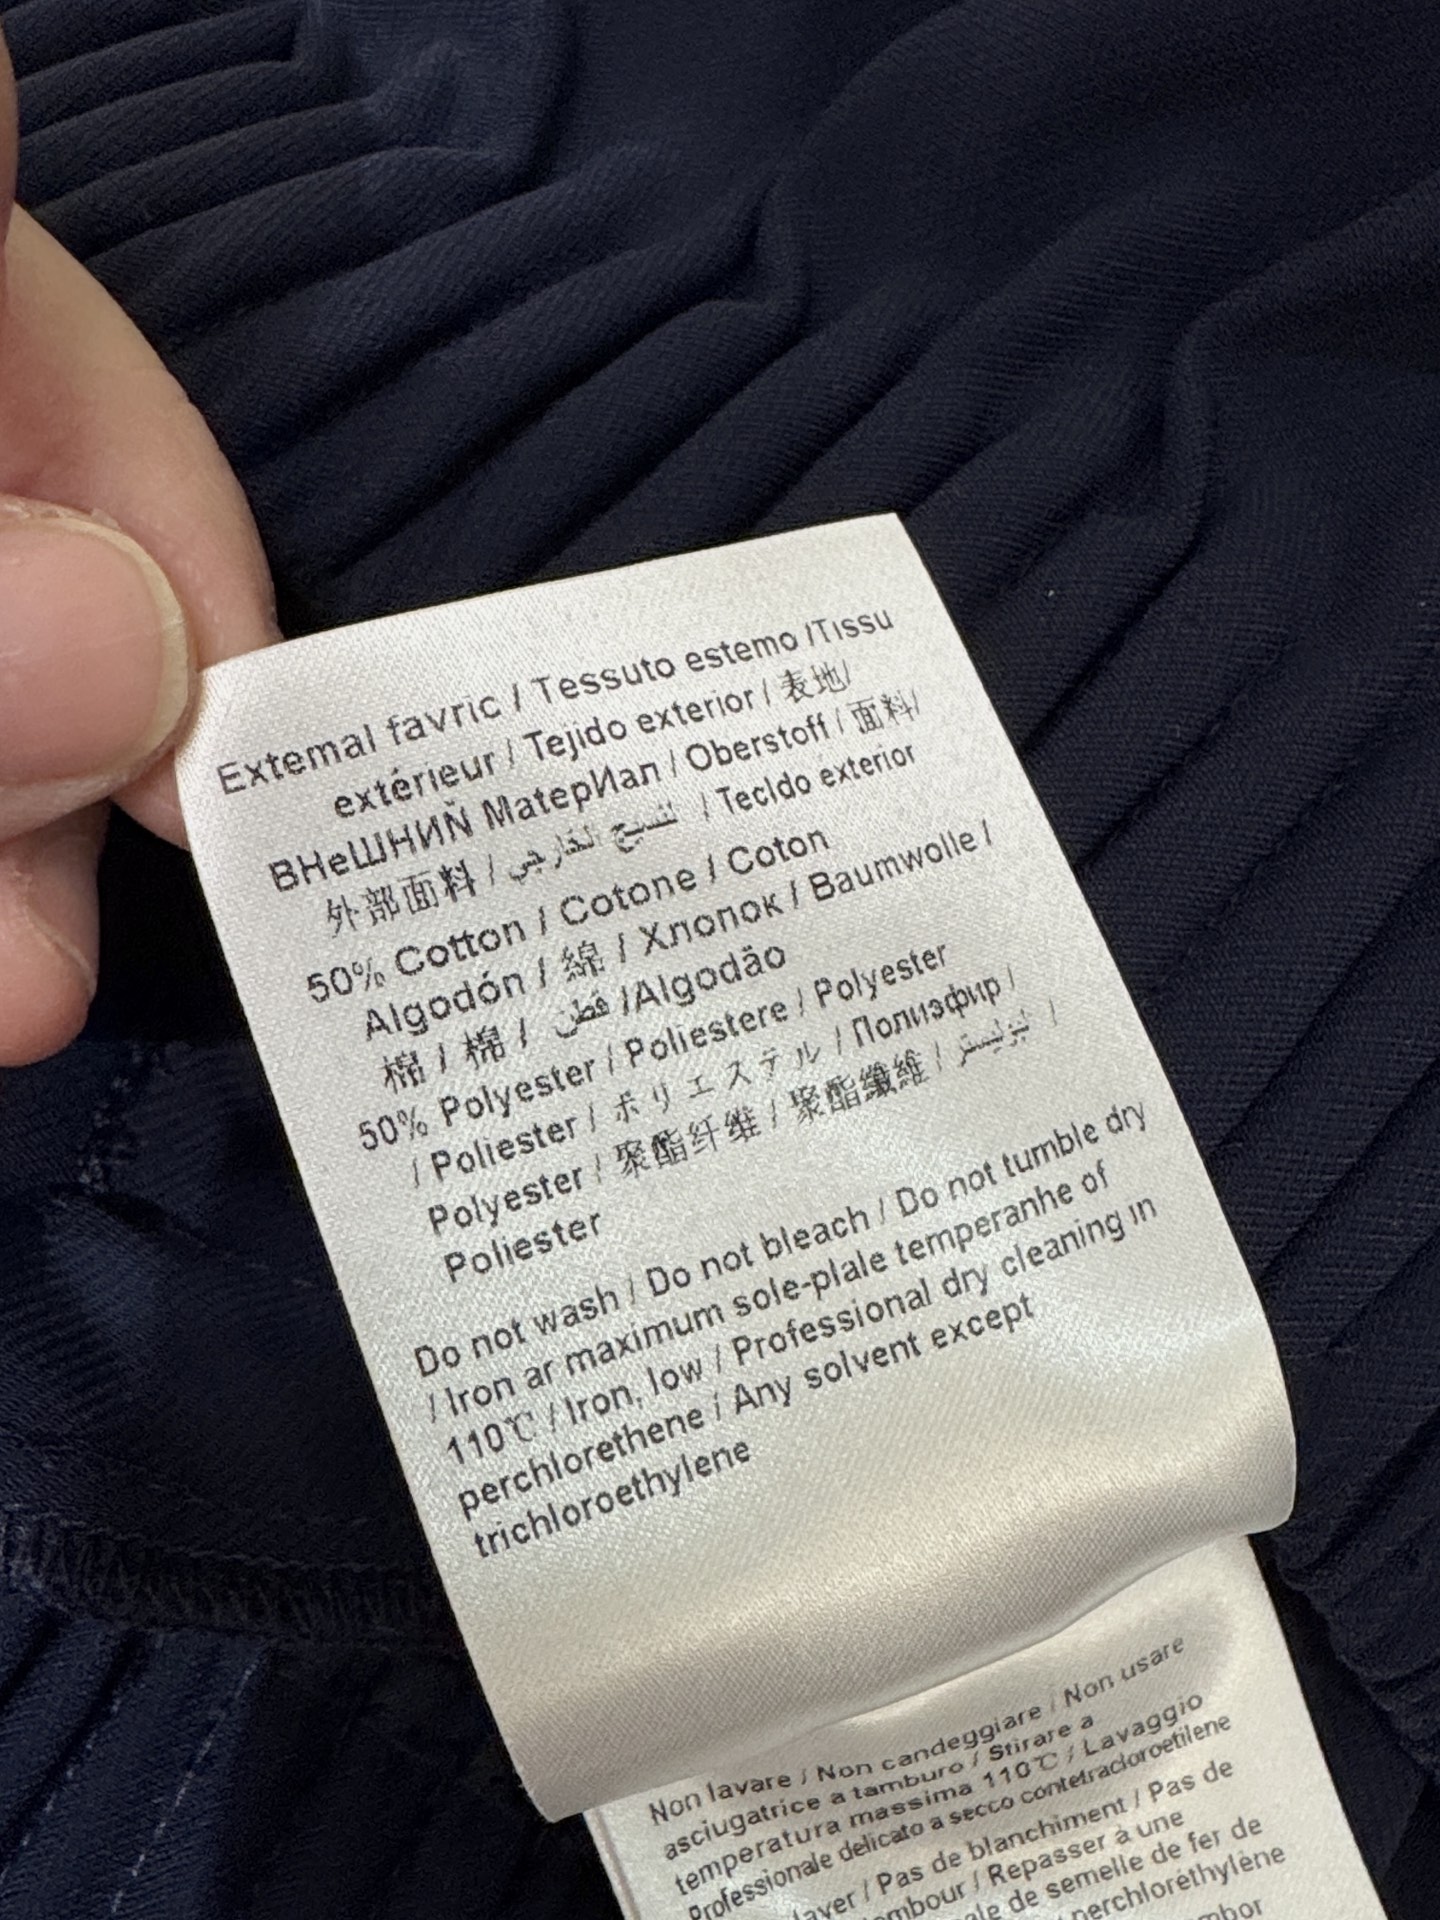 Extemal favric / Tessuto estemo /Tissu
extérieur / Tejido exterior / 表地/
ВНеШНИЙ МатерИал / Oberstoff / 面料/
外部面料 / / TecIdo exterior
50% Cotton / Cotone / Coton
Algodón / 綿 / Хлопок / Baumwolle /
棉 / 棉 / قطن /Algodão
50% Polyester / Poliestere / Polyester
/ Poliester / ポリエステル / Полиэфир /
Polyester / 聚酯纤维 / 聚酯纖維 / /
Poliester
Do not wash / Do not bleach / Do not tumble dry
/ Iron ar maximum sole-plale temperanhe of
110℃ / Iron, low / Professional dry cleaning in
perchlorethene / Any solvent except
trichloroethylene
Non lavare / Non candeggiare / Non usare
asciugatrice a tamburo / Stirare a
temperatura massima 110℃ / Lavaggio
Professionale delicato a secco contetracloroetilene
laver / Pas de blanchiment / Pas de
/ Repasser à une
de semelle de fer de
perchloréthylène